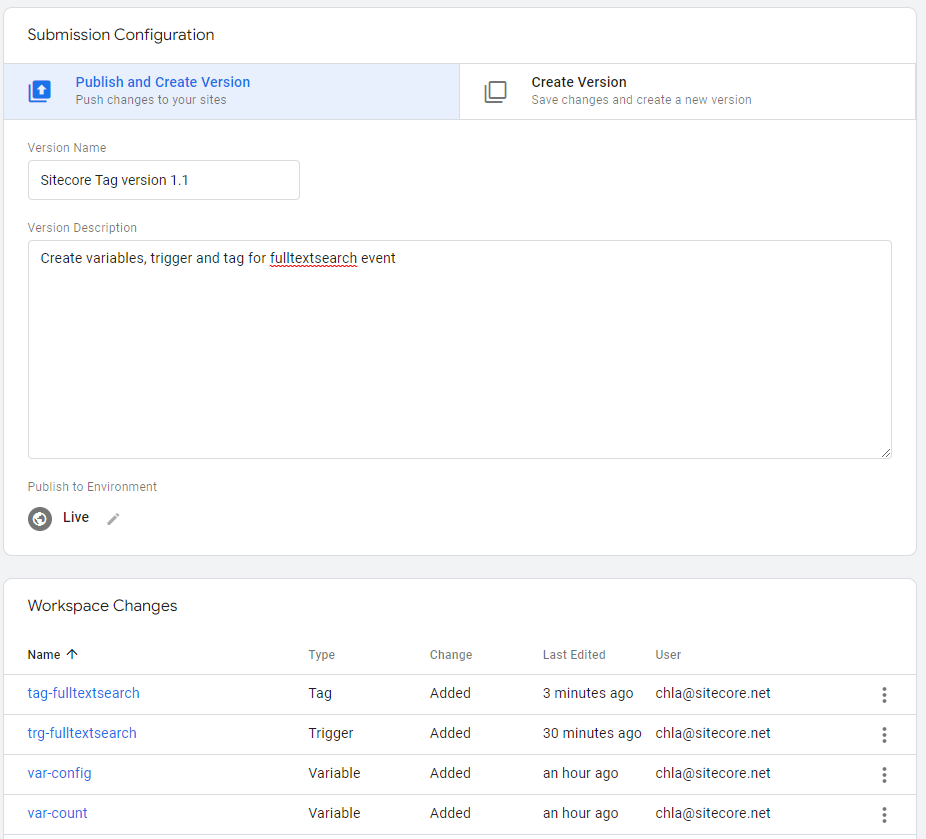 Submission Configuration
Publish and Create Version
Push changes to your sites
Create Version
Save changes and create a new version
Version Name
Sitecore Tag version 1.1
Version Description
Create variables, trigger and tag for fulltextsearch event
Publish to Environment
Live
Workspace Changes
Name Type Change Last Edited User
tag-fulltextsearch Tag Added 3 minutes ago chla@sitecore.net
trg-fulltextsearch Trigger Added 30 minutes ago chla@sitecore.net
var-config Variable Added an hour ago chla@sitecore.net
var-count Variable Added an hour ago chla@sitecore.net